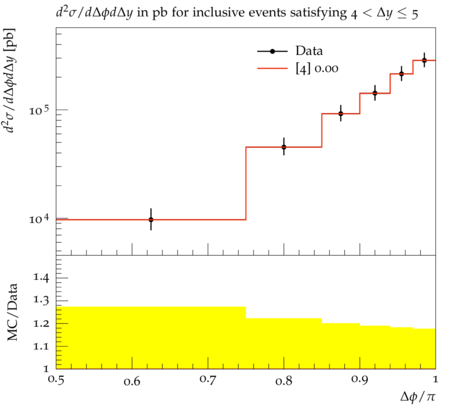 d²σ/dΔϕdΔy in pb for inclusive events satisfying 4 < Δy ≤ 5
d²σ/dΔϕdΔy [pb]
Data
[4] 0.00
10⁵
10⁴
MC/Data
1.4
1.3
1.2
1.1
1
0.5 0.6 0.7 0.8 0.9 1
Δϕ/π